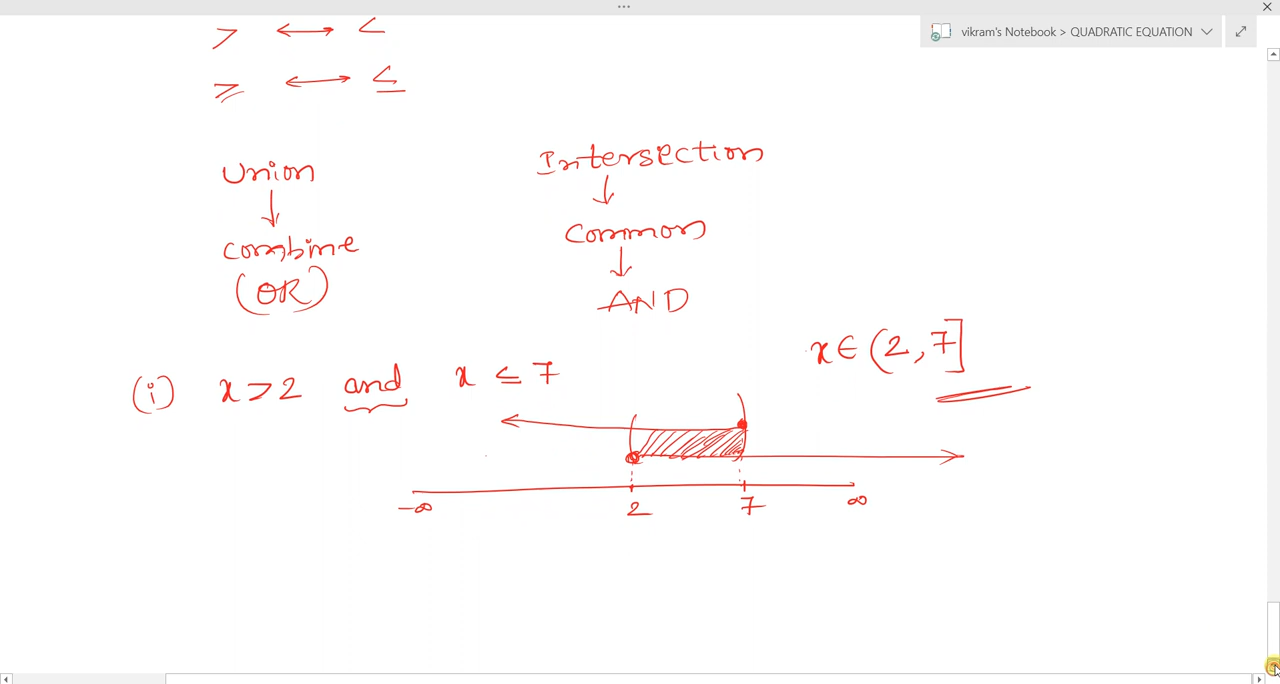 vikram's Notebook > QUADRATIC EQUATION
> ↔ <
≥ ↔ ≤
Union
↓
Combine
(OR)
Intersection
↓
Common
↓
AND
(i) x > 2 and x ≤ 7
x ∈ (2, 7]
-∞ 2 7 ∞